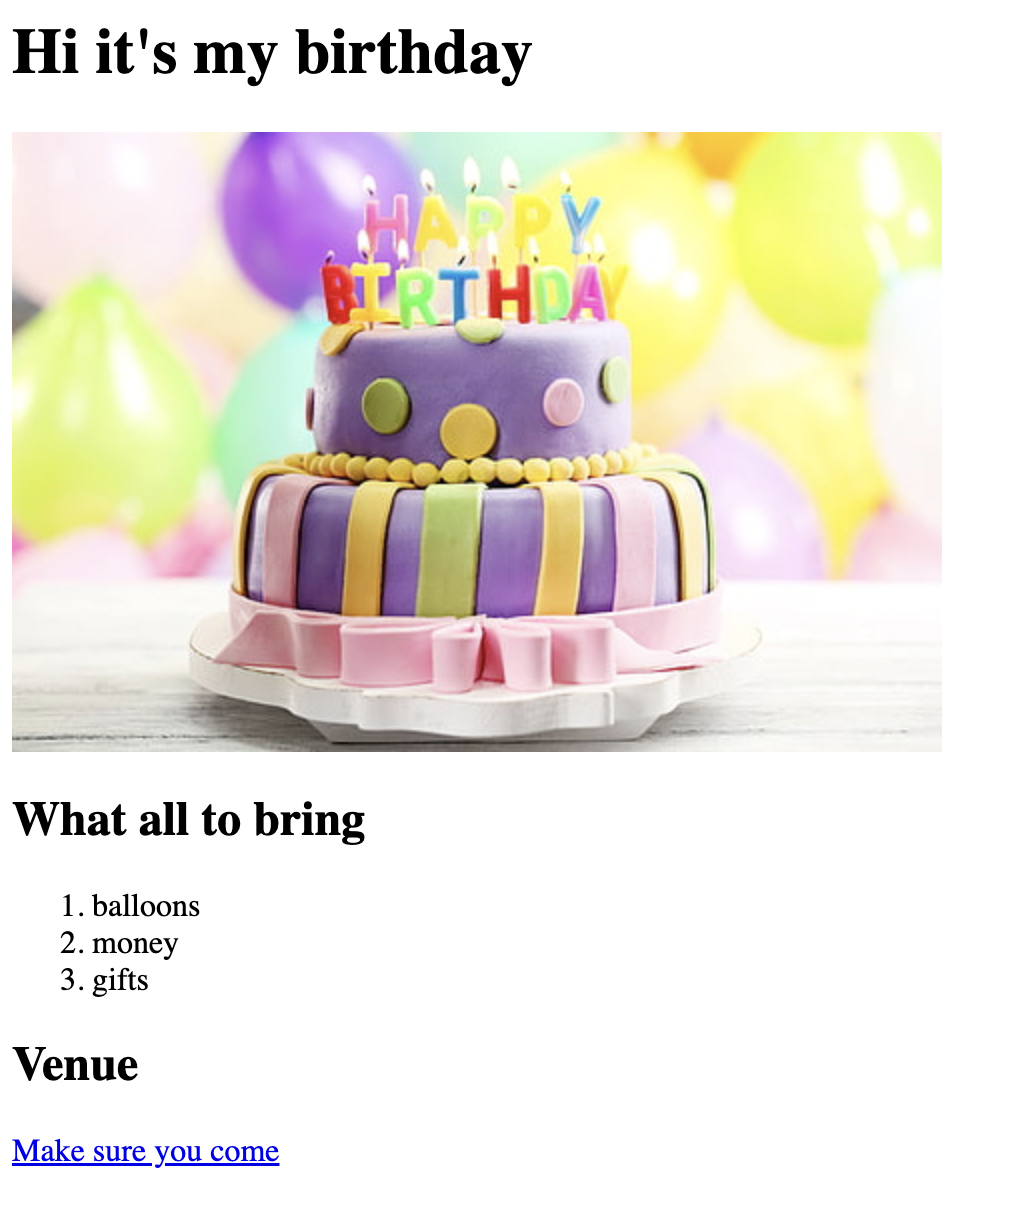 Hi it's my birthday
HAPPY
BIRTHDAY
What all to bring
1. balloons
2. money
3. gifts
Venue
Make sure you come